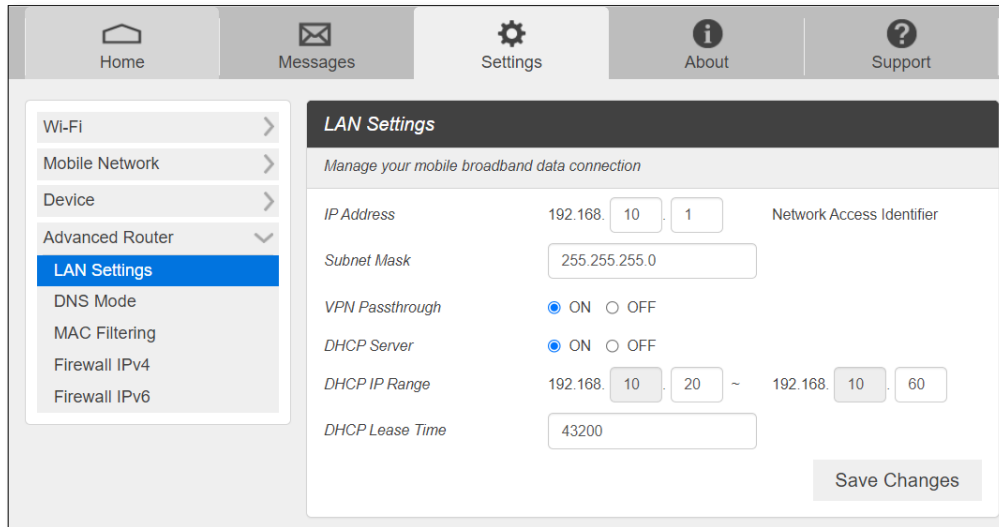 Home Messages Settings About Support
Wi-Fi
Mobile Network
Device
Advanced Router
LAN Settings
DNS Mode
MAC Filtering
Firewall IPv4
Firewall IPv6
LAN Settings
Manage your mobile broadband data connection
IP Address 192.168. 10 . 1 Network Access Identifier
Subnet Mask 255.255.255.0
VPN Passthrough ON OFF
DHCP Server ON OFF
DHCP IP Range 192.168. 10 . 20 ~ 192.168. 10 . 60
DHCP Lease Time 43200
Save Changes